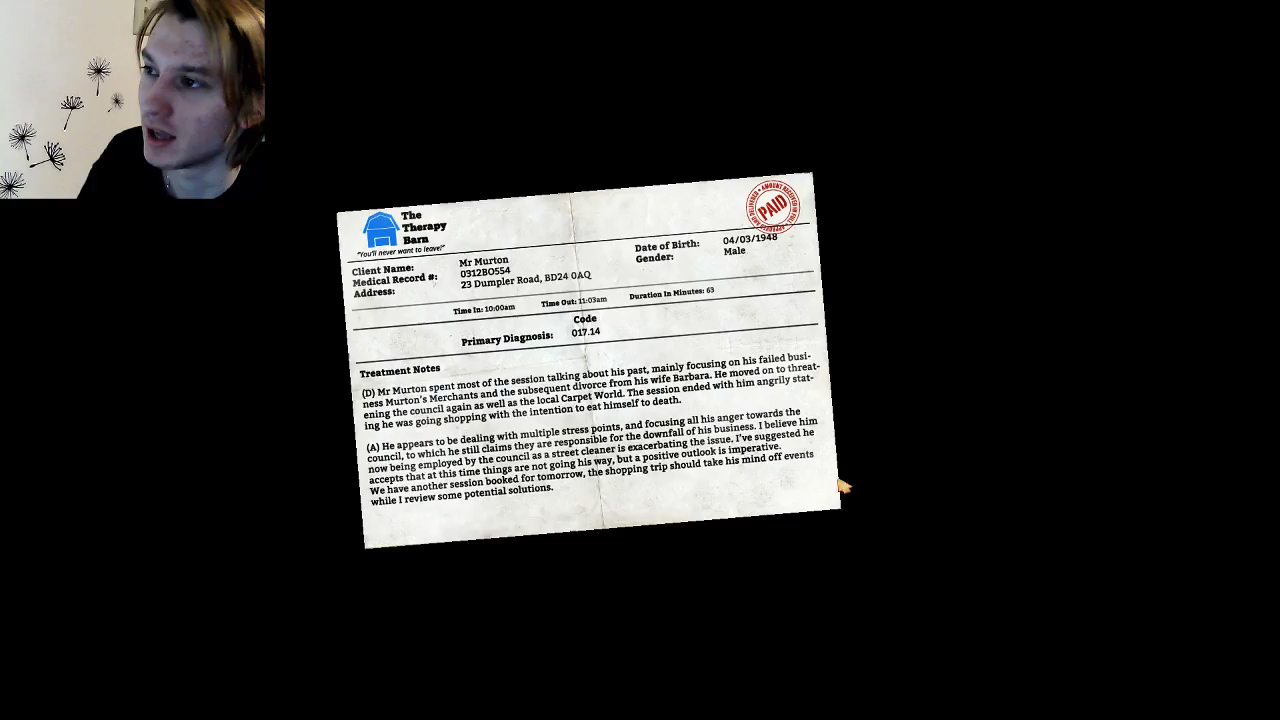 The
Therapy
Barn
"You'll never want to leave!"
PAID
Client Name: Mr Murton
Medical Record #: 0312BO554
Address: 23 Dumpler Road, BD24 0AQ
Date of Birth: 04/03/1948
Gender: Male
Time In: 10:00am Time Out: 11:03am Duration In Minutes: 63
Code
Primary Diagnosis: 017.14
Treatment Notes
(D) Mr Murton spent most of the session talking about his past, mainly focusing on his failed busi-
ness Murton's Merchants and the subsequent divorce from his wife Barbara. He moved on to threat-
ening the council again as well as the local Carpet World. The session ended with him angrily stat-
ing he was going shopping with the intention to eat himself to death.
(A) He appears to be dealing with multiple stress points, and focusing all his anger towards the
council, to which he still claims they are responsible for the downfall of his business. I believe him
now being employed by the council as a street cleaner is exacerbating the issue. I've suggested he
accepts that at this time things are not going his way, but a positive outlook is imperative.
We have another session booked for tomorrow, the shopping trip should take his mind off events
while I review some potential solutions.